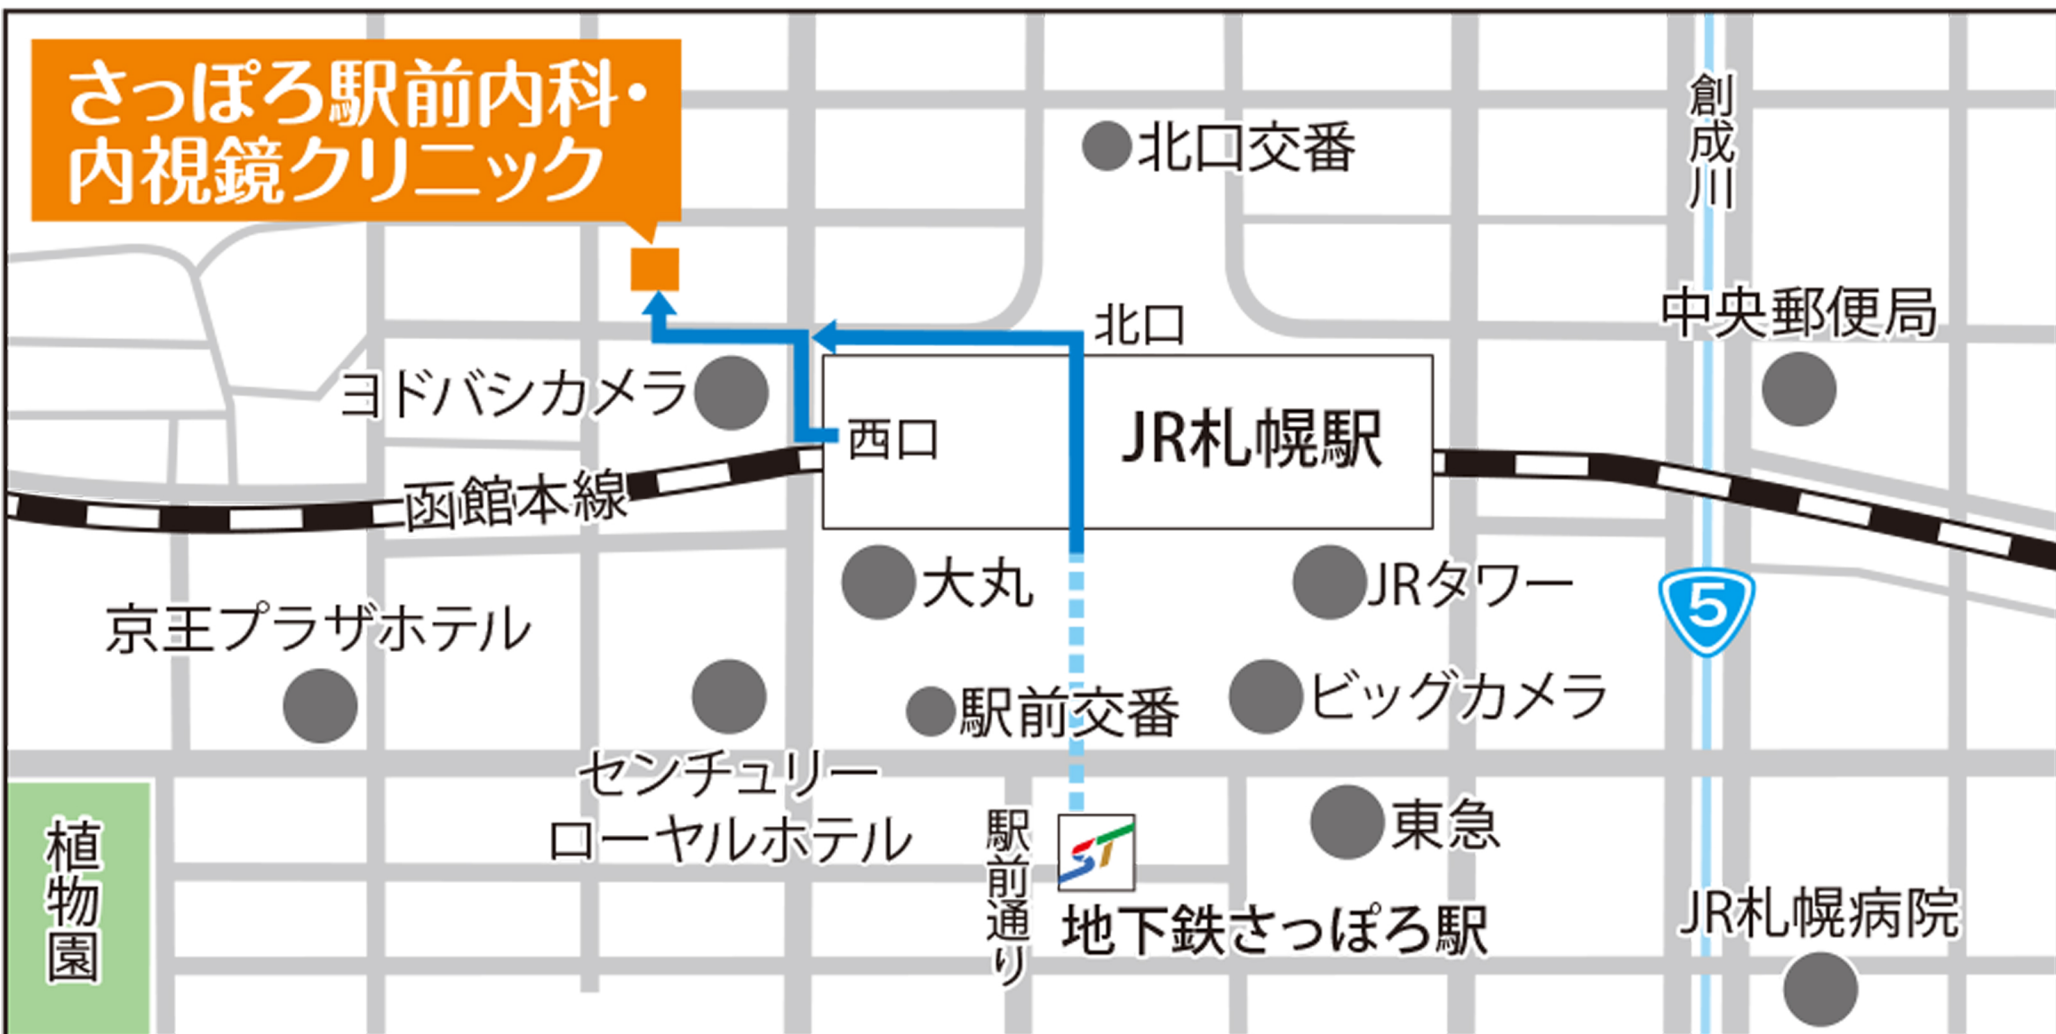 さっぽろ駅前内科・
内視鏡クリニック
北口交番
創成川
中央郵便局
北口
ヨドバシカメラ
西口
JR札幌駅
函館本線
大丸
JRタワー
5
京王プラザホテル
駅前交番
ビッグカメラ
センチュリー
ローヤルホテル
駅前通り
ST
東急
植物園
地下鉄さっぽろ駅
JR札幌病院